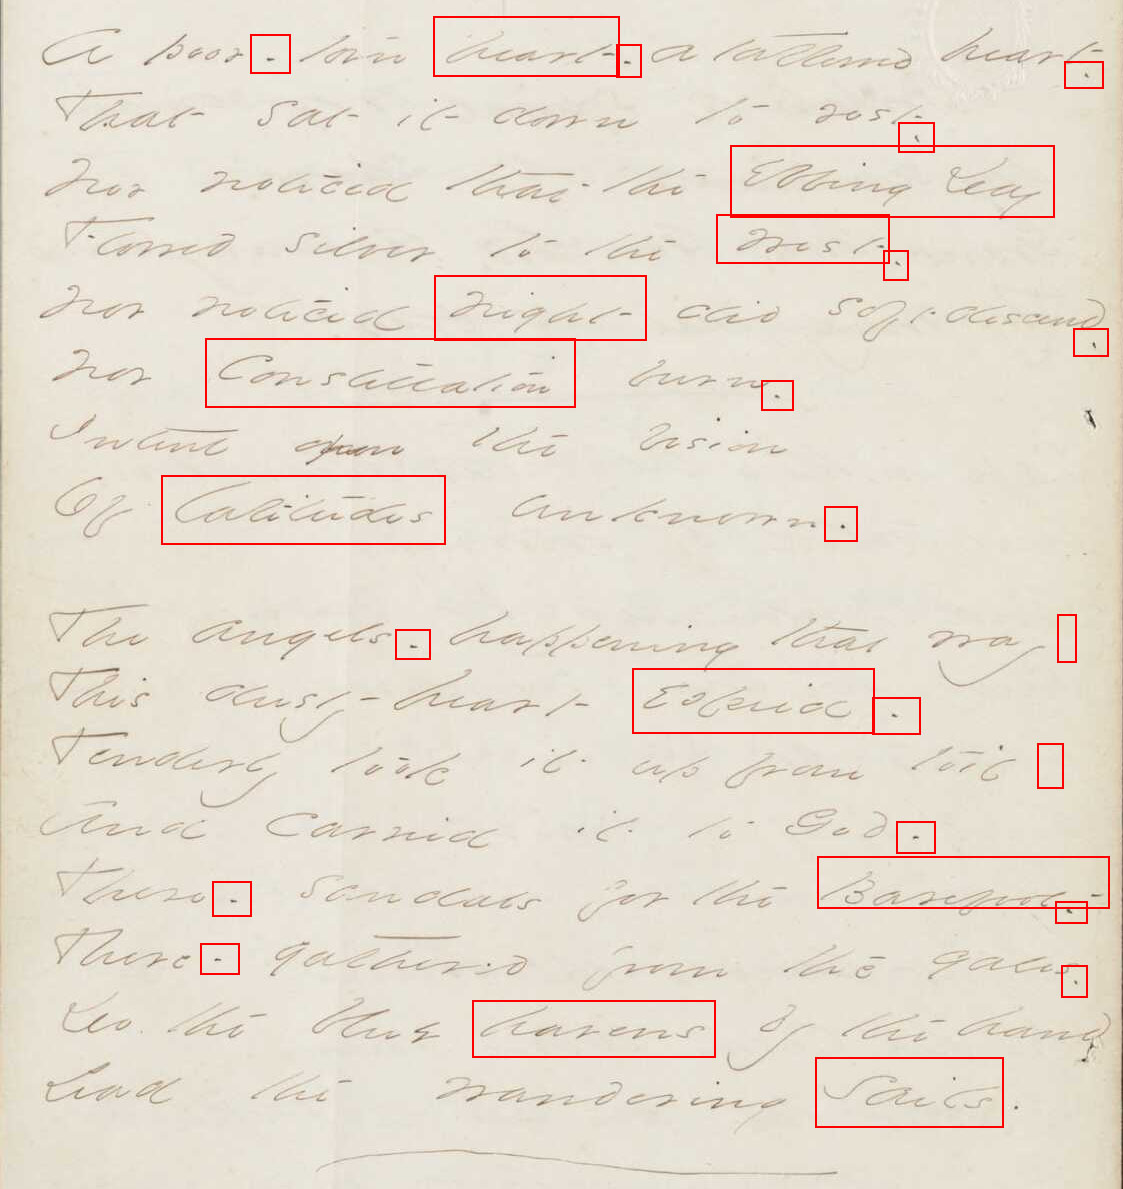 A poor - torn heart - a tattered heart -
That sat it down to rest -
Nor noticed that the Ebbing Day
Flowed silver to the west -
Nor noticed night did soft descend -
Nor Constellation burn -
Intent upon the vision
Of latitudes unknown.
The angels - happening that way
This dusty heart Espied -
Tenderly took it up from toil
And carried it to God -
There - sandals for the Barefoot -
There - gathered from the gales -
Do the blue havens by the hand
Lead the wandering Sails.